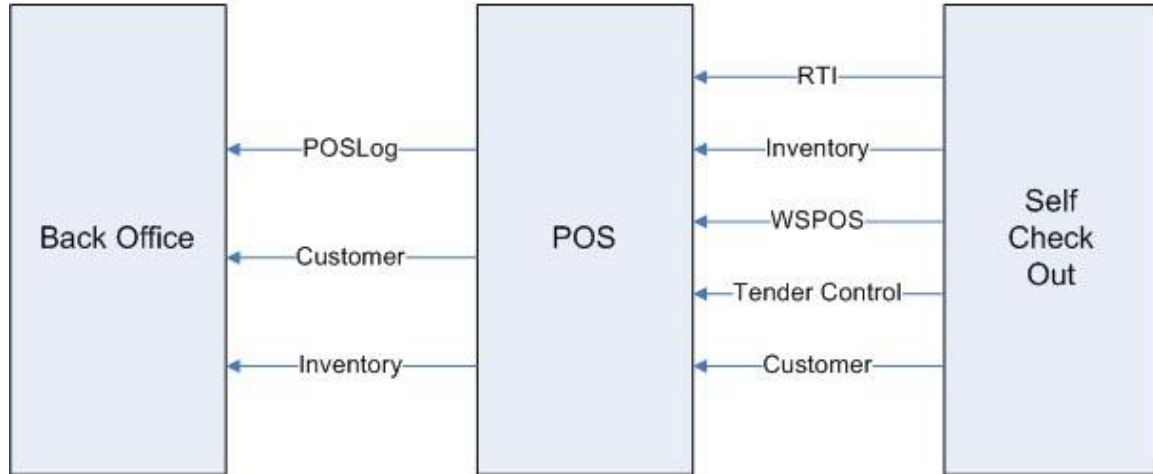 Back Office
POSLog
Customer
Inventory
POS
RTI
Inventory
WSPOS
Tender Control
Customer
Self
Check
Out